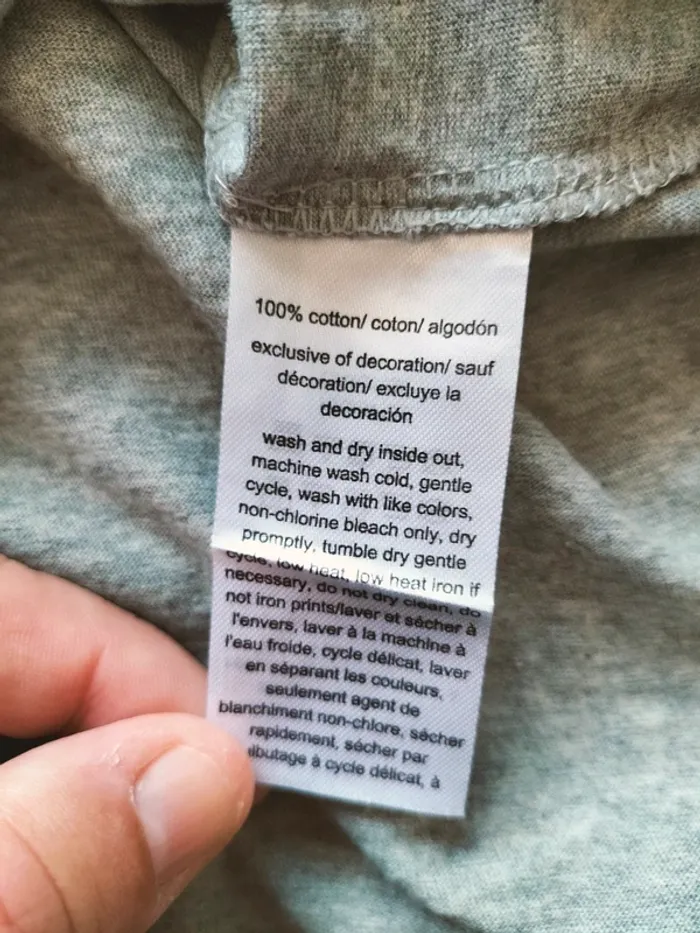 100% cotton/ coton/ algodón
exclusive of decoration/ sauf
décoration/ excluye la
decoración
wash and dry inside out,
machine wash cold, gentle
cycle, wash with like colors,
non-chlorine bleach only, dry
promptly, tumble dry gentle
cycle, low heat, low heat iron if
necessary, do not dry clean, do
not iron prints/laver et sécher à
l'envers, laver à la machine à
l'eau froide, cycle délicat, laver
en séparant les couleurs,
seulement agent de
blanchiment non-chlore, sécher
rapidement, sécher par
à cycle délicat, à